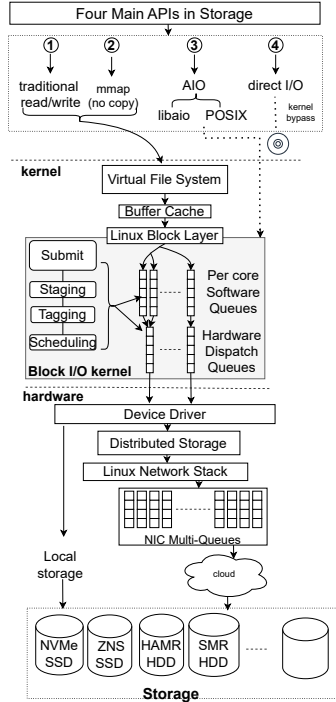 Four Main APIs in Storage
1 2 3 4
traditional
read/write
mmap
(no copy)
AIO
libaio POSIX
direct I/O
kernel
bypass
kernel
Virtual File System
Buffer Cache
Linux Block Layer
Submit
Staging
Tagging
Scheduling
Per core
Software
Queues
Hardware
Dispatch
Queues
Block I/O kernel
hardware
Device Driver
Distributed Storage
Linux Network Stack
NIC Multi-Queues
Local
storage
cloud
NVMe
SSD
ZNS
SSD
HAMR
HDD
SMR
HDD
Storage